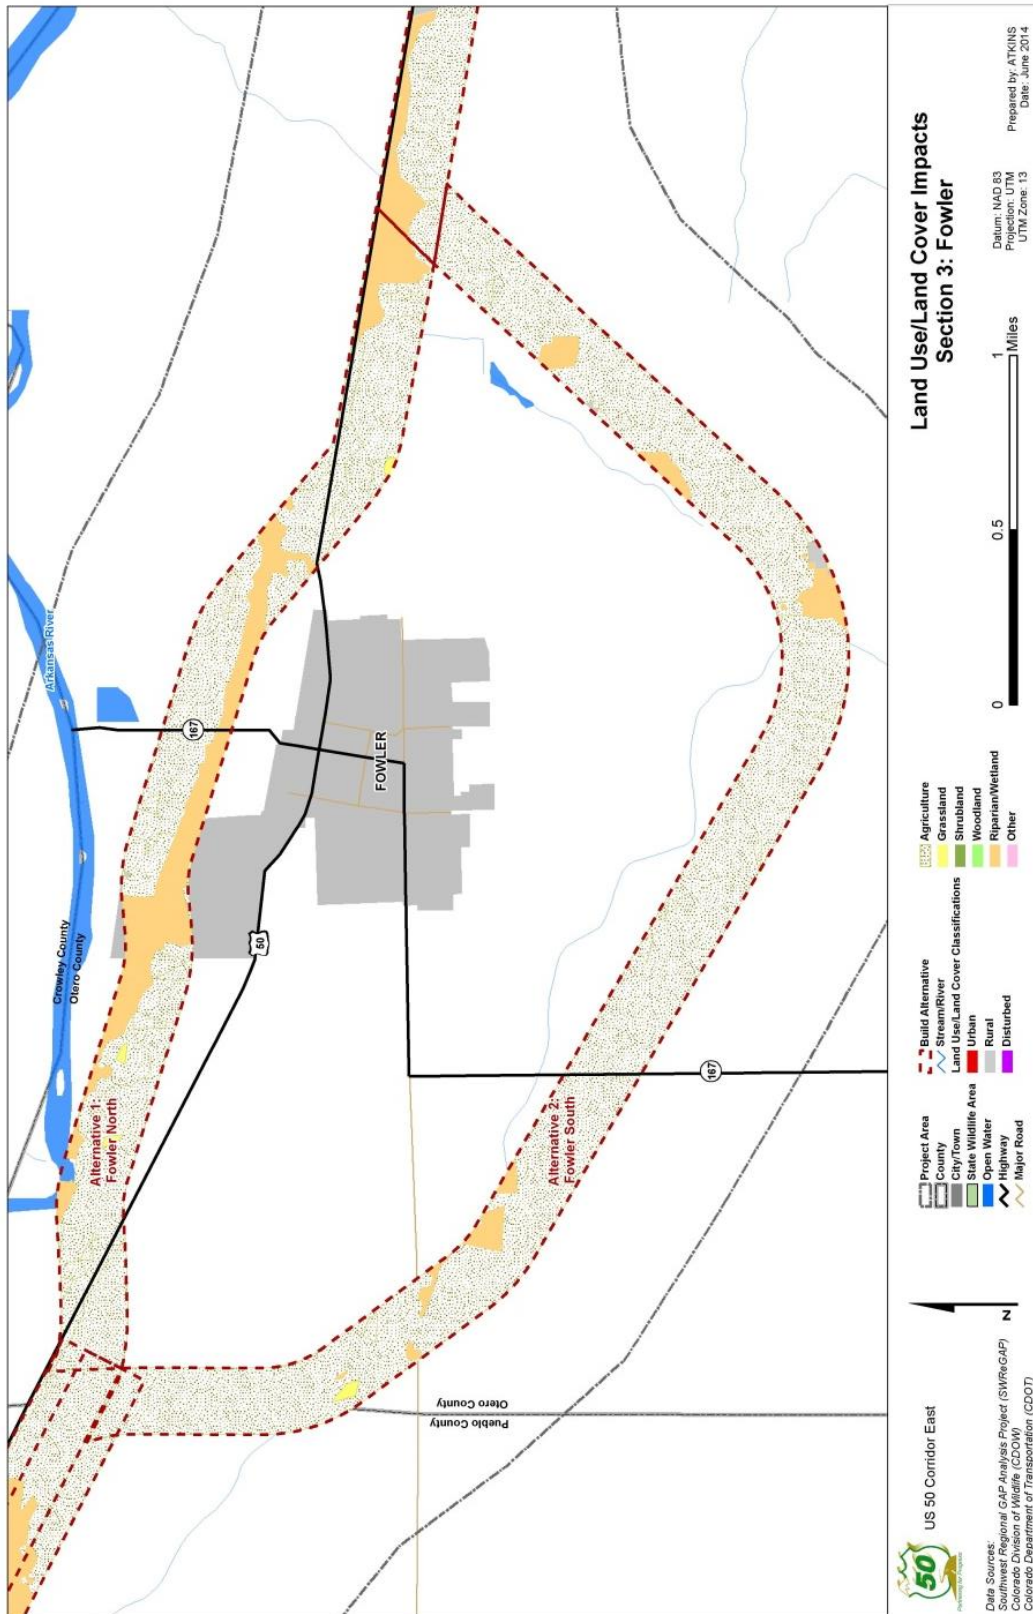 Crowley County
Otero County
Arkansas River
Alternative 1:
Fowler North
167
50
FOWLER
Alternative 2:
Fowler South
167
Pueblo County
Otero County
50
US 50 Corridor East
Data Sources:
Southwest Regional GAP Analysis Project (SWReGAP)
Colorado Division of Wildlife (CDOW)
Colorado Department of Transportation (CDOT)
N
Project Area
County
City/Town
State Wildlife Area
Open Water
Highway
Major Road
Build Alternative
Stream/River
Land Use/Land Cover Classifications
Urban
Rural
Disturbed
Agriculture
Grassland
Shrubland
Woodland
Riparian/Wetland
Other
0 0.5 1
Miles
Land Use/Land Cover Impacts
Section 3: Fowler
Datum: NAD 83
Projection: UTM
UTM Zone: 13
Prepared by: ATKINS
Date: June 2014